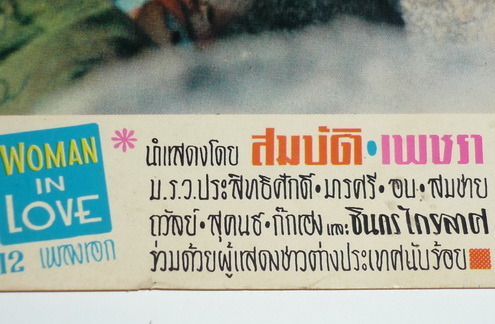 WOMAN
IN
LOVE
12 เพลงเอก
นำแสดงโดย สมบัติ•เพชรา
ม.ร.ว.ประสิทธิศักดิ์•มารศรี•อบ•สมชาย
ถวัลย์•สุคนธ์•ก๊กเฮง และ ชินกร ไกรลาศ
ร่วมด้วยผู้แสดงชาวต่างประเทศนับร้อย